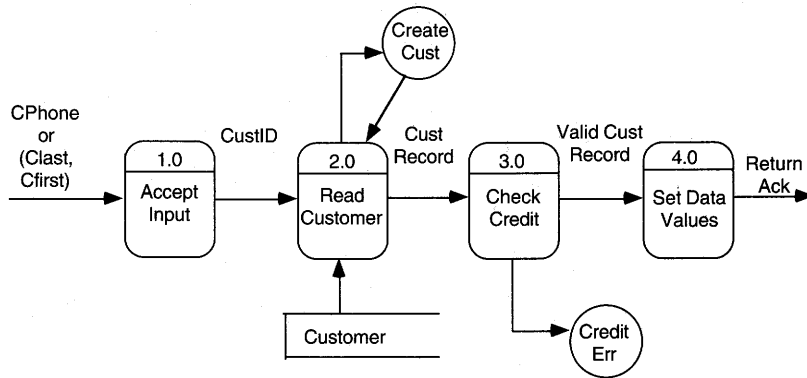 Create
Cust
CPhone
or
(Clast,
Cfirst)
CustID
Cust
Record
Valid Cust
Record
Return
Ack
1.0
Accept
Input
2.0
Read
Customer
3.0
Check
Credit
4.0
Set Data
Values
Customer
Credit
Err